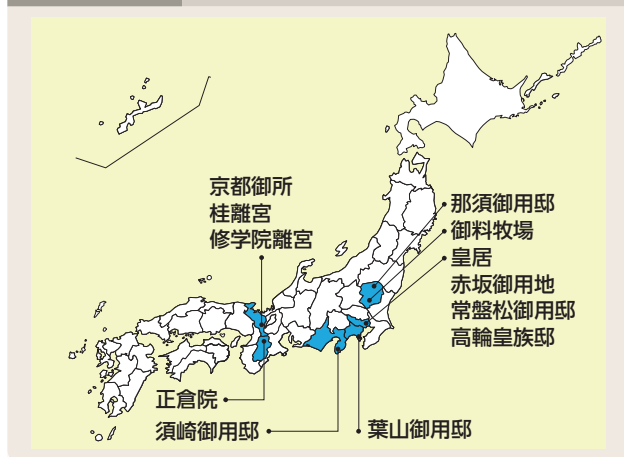 京都御所
桂離宮
修学院離宮
那須御用邸
御料牧場
皇居
赤坂御用地
常盤松御用邸
高輪皇族邸
正倉院
須崎御用邸
葉山御用邸